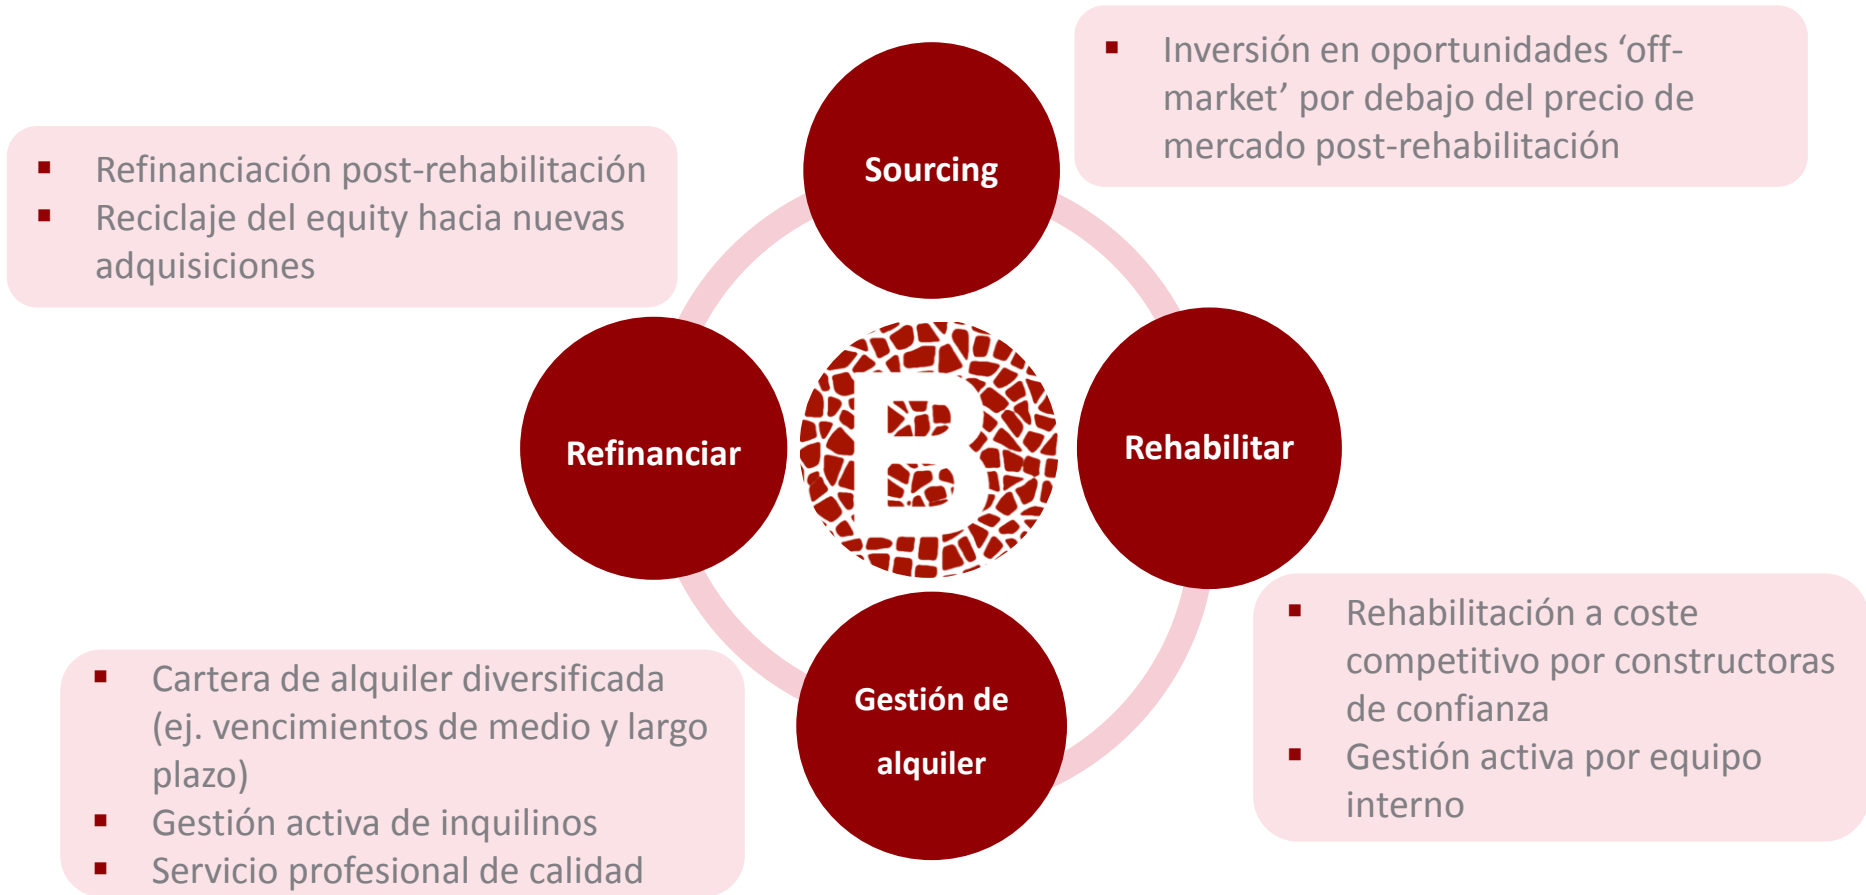 Sourcing
▪ Inversión en oportunidades ‘off-
market’ por debajo del precio de
mercado post-rehabilitación
▪ Refinanciación post-rehabilitación
▪ Reciclaje del equity hacia nuevas
adquisiciones
Refinanciar
B
Rehabilitar
▪ Rehabilitación a coste
competitivo por constructoras
de confianza
▪ Gestión activa por equipo
interno
Gestión de
alquiler
▪ Cartera de alquiler diversificada
(ej. vencimientos de medio y largo
plazo)
▪ Gestión activa de inquilinos
▪ Servicio profesional de calidad